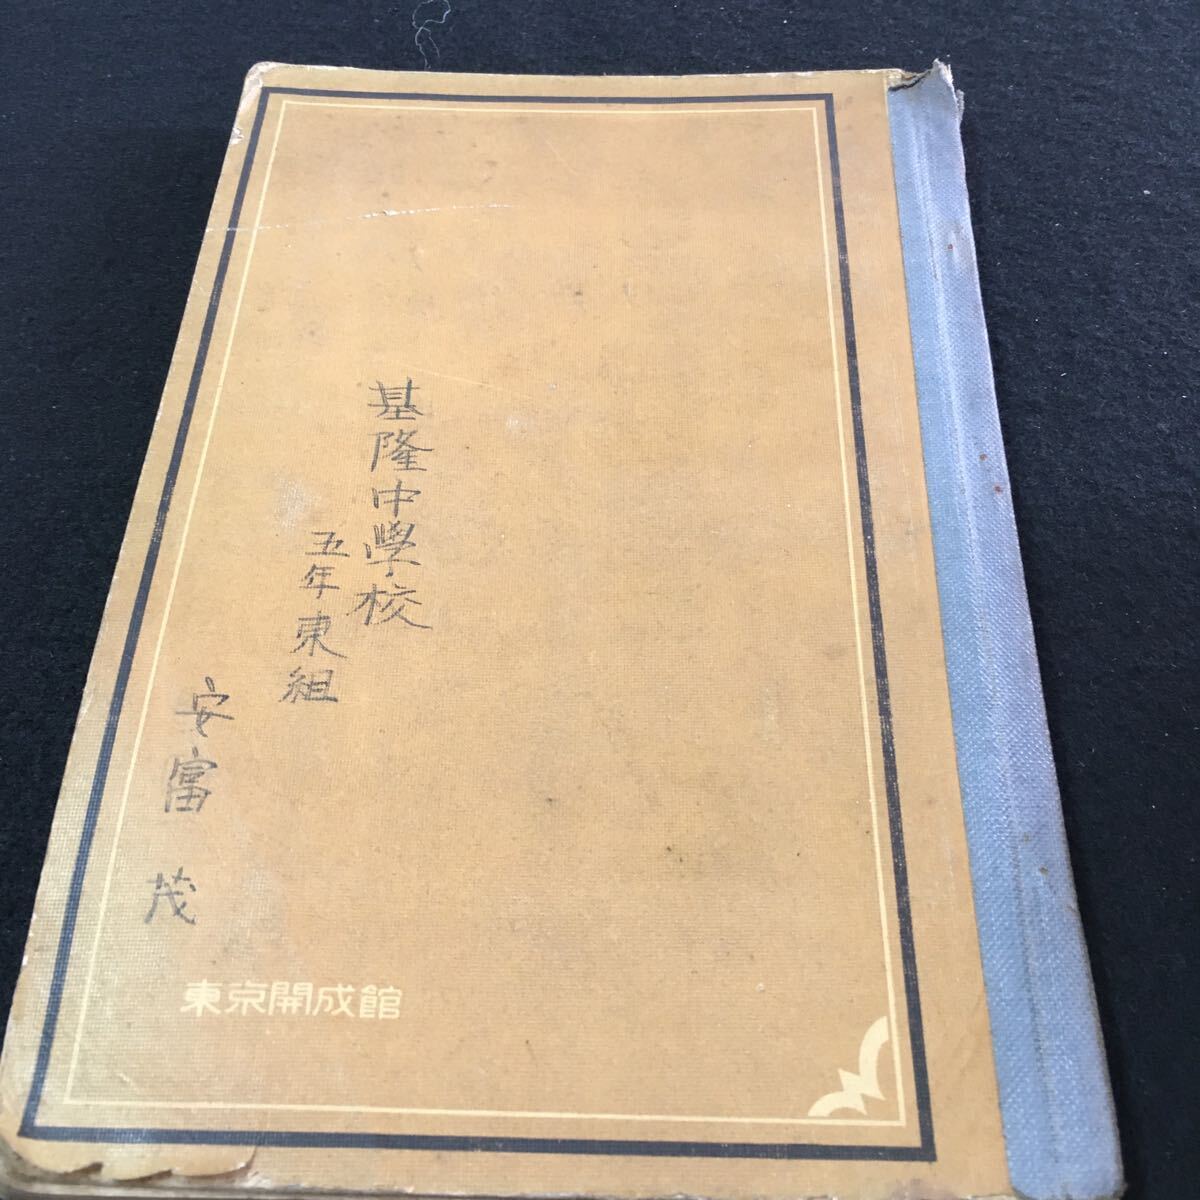 基隆中學校
五年東組
安富 茂
東京開成館